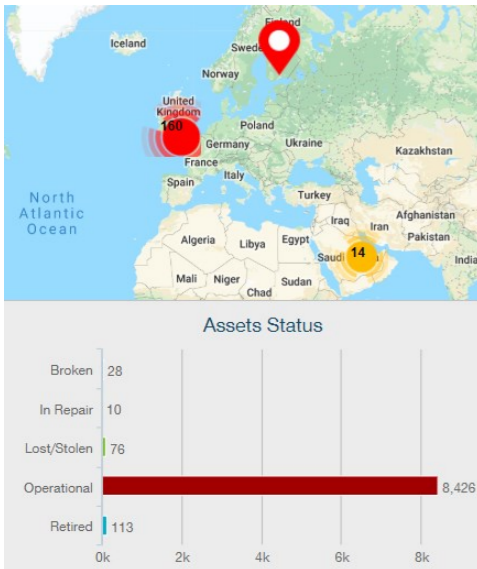 Finland
Iceland
Sweden
Norway
United
Kingdom
160
Poland
Germany
Ukraine
Kazakhstan
France
Italy
Spain
Turkey
North
Atlantic
Ocean
Iraq
Afghanistan
Iran
Pakistan
Algeria
Libya
Egypt
14
Saudi
India
Mali
Niger
Sudan
Chad
Assets Status
Broken 28
In Repair 10
Lost/Stolen 76
Operational 8,426
Retired 113
0k 2k 4k 6k 8k